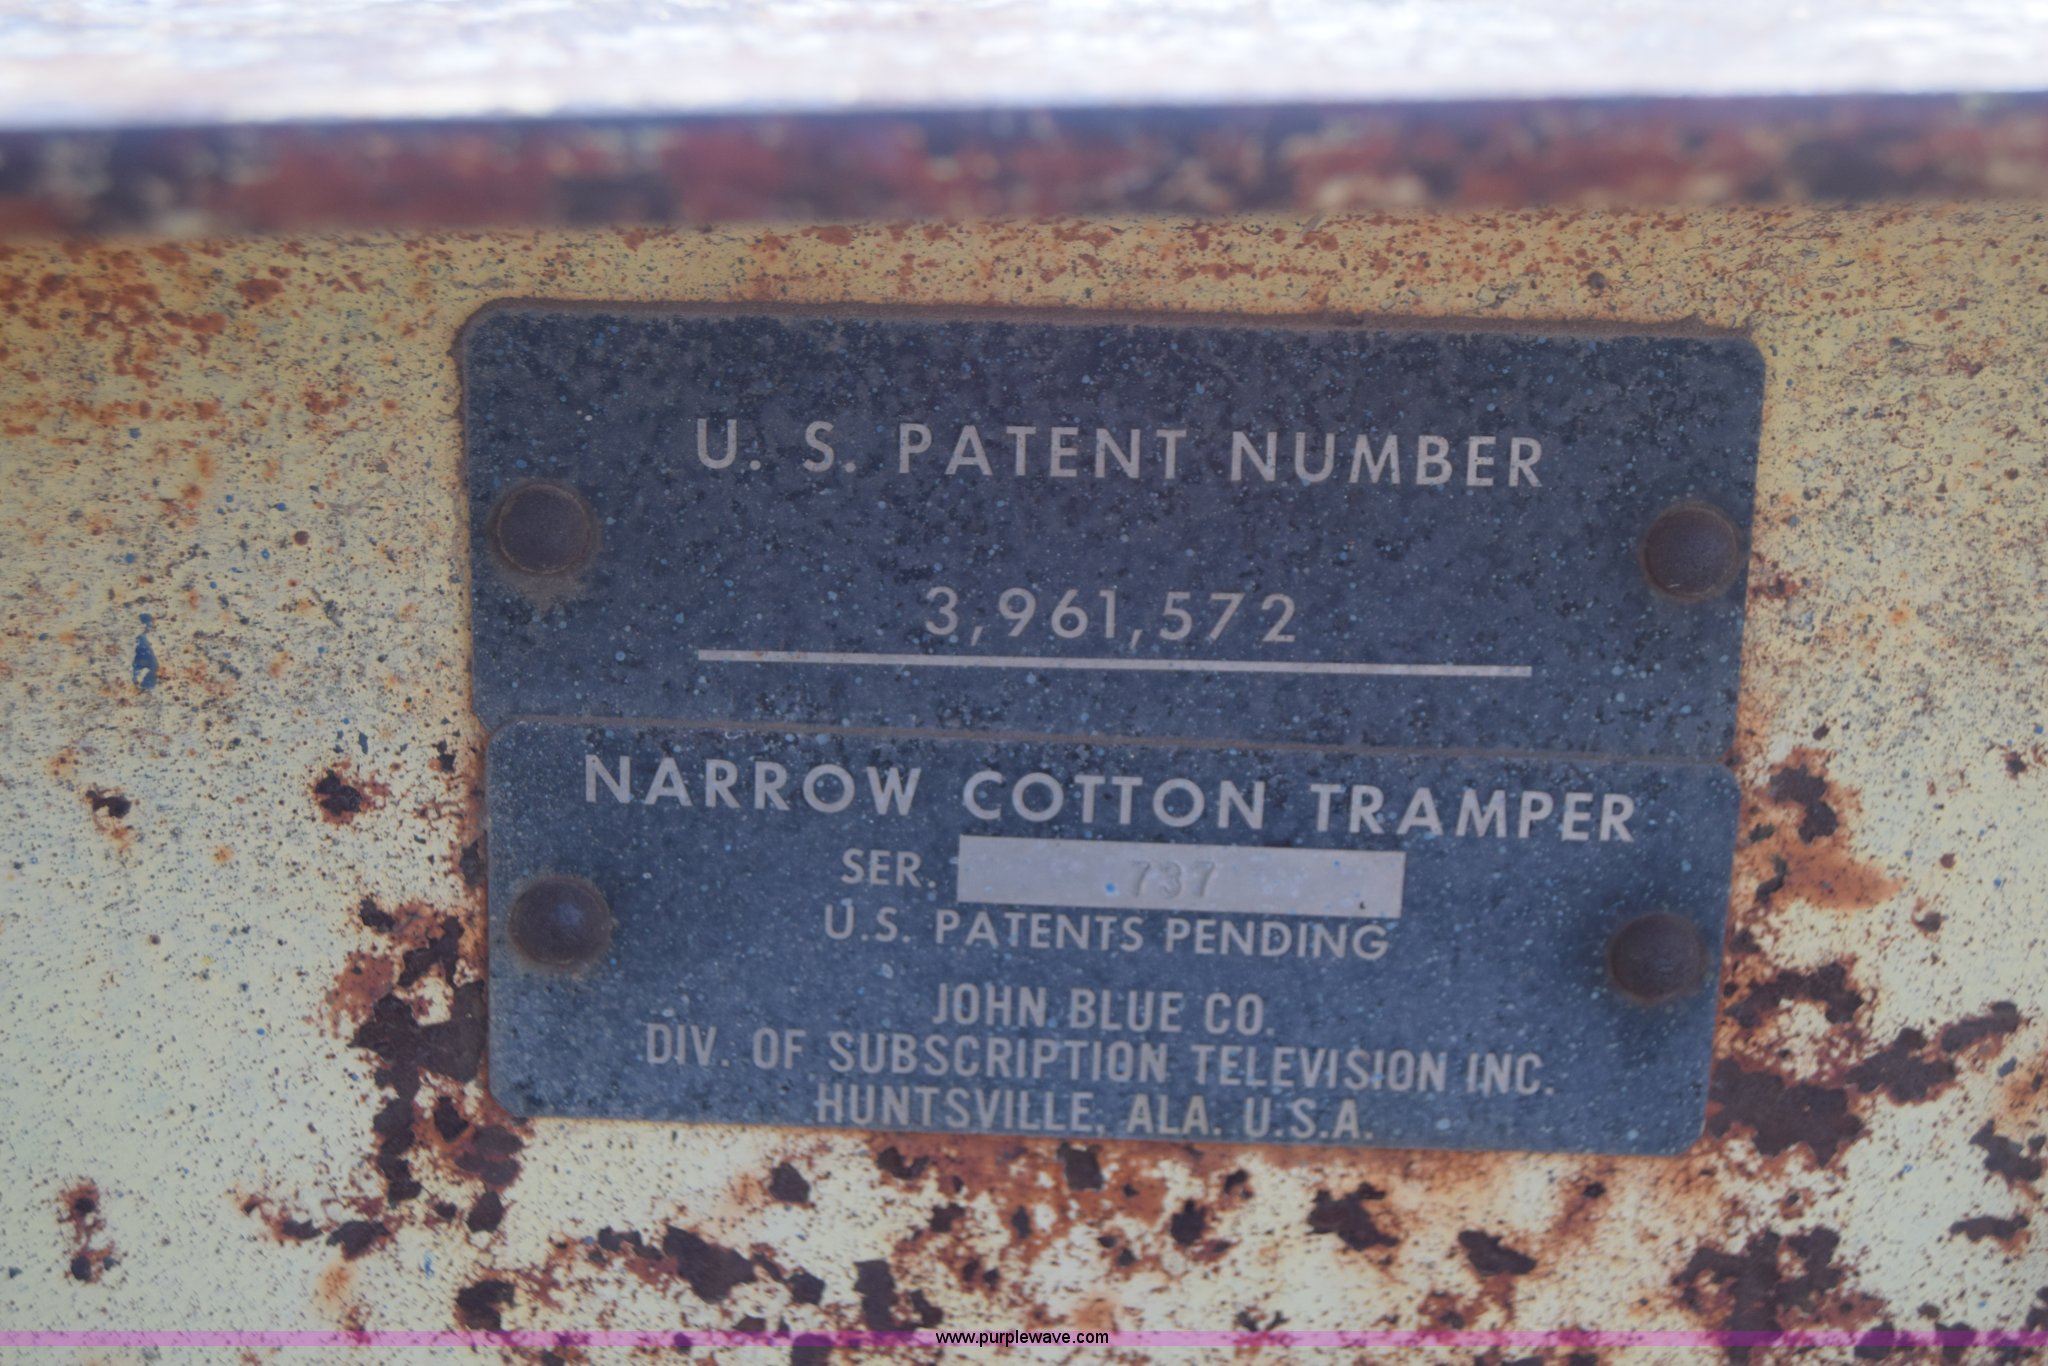 U. S. PATENT NUMBER
3,961,572
NARROW COTTON TRAMPER
SER. 737
U.S. PATENTS PENDING
JOHN BLUE CO.
DIV. OF SUBSCRIPTION TELEVISION INC.
HUNTSVILLE, ALA. U.S.A.
www.purplewave.com